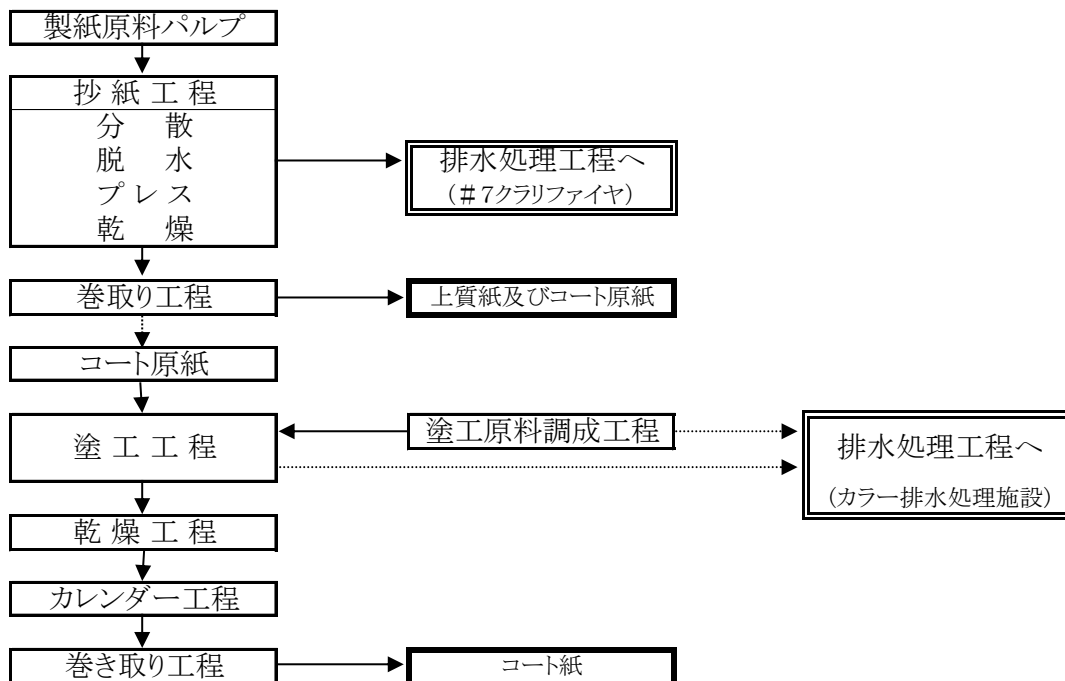 製紙原料パルプ
抄 紙 工 程
分 散
脱 水
プ レ ス
乾 燥
排水処理工程へ
(＃7クラリファイヤ)
巻取り工程
上質紙及びコート原紙
コート原紙
塗 工 工 程
塗工原料調成工程
排水処理工程へ
(カラー排水処理施設)
乾 燥 工 程
カレンダー工程
巻き取り工程
コート紙